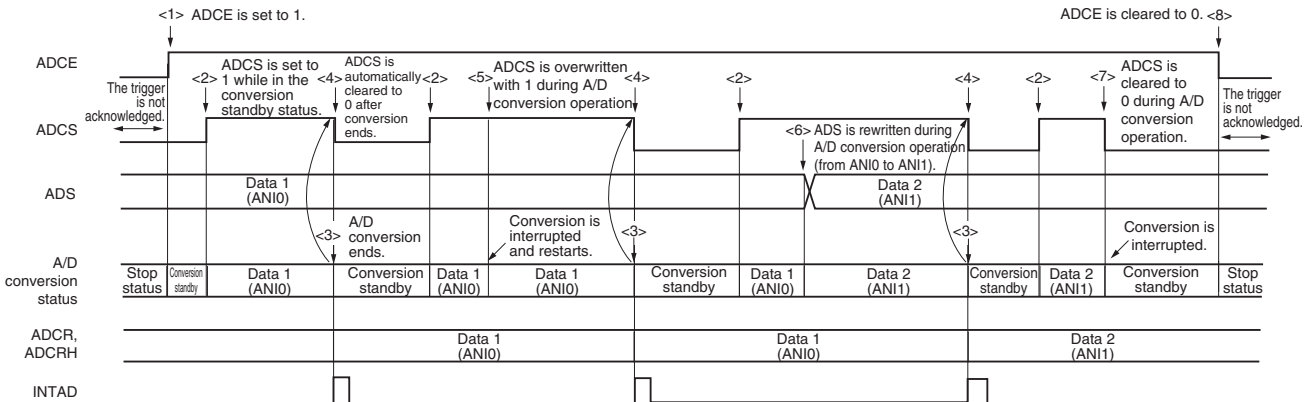 <1> ADCE is set to 1.
ADCE is cleared to 0. <8>
ADCE
The trigger
is not
acknowledged.
<2>
ADCS is set to
1 while in the
conversion
standby status.
<4>
ADCS is
automatically
cleared to
0 after
conversion
ends.
<2>
<5>
ADCS is overwritten
with 1 during A/D
conversion operation
<4>
<2>
<4>
<2>
<7>
ADCS is
cleared to
0 during A/D
conversion
operation.
The trigger
is not
acknowledged.
ADCS
<6> ADS is rewritten during
A/D conversion operation
(from ANI0 to ANI1).
ADS
Data 1
(ANI0)
Data 2
(ANI1)
<3>
A/D
conversion
ends.
Conversion is
interrupted
and restarts.
<3>
<3>
Conversion is
interrupted.
A/D
conversion
status
Stop
status
Conversion
standby
Data 1
(ANI0)
Conversion
standby
Data 1
(ANI0)
Data 1
(ANI0)
Conversion
standby
Data 1
(ANI0)
Data 2
(ANI1)
Conversion
standby
Data 2
(ANI1)
Conversion
standby
Stop
status
ADCR,
ADCRH
Data 1
(ANI0)
Data 1
(ANI0)
Data 2
(ANI1)
INTAD